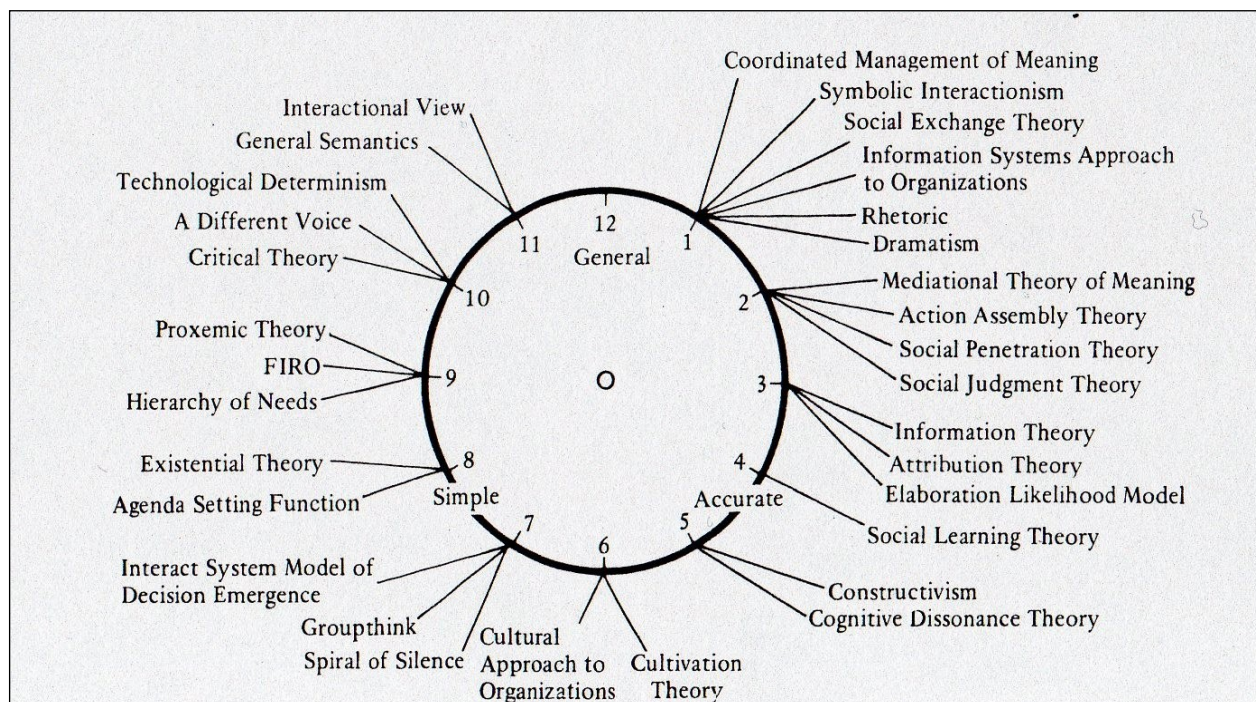 Coordinated Management of Meaning
Symbolic Interactionism
Social Exchange Theory
Information Systems Approach
to Organizations
Rhetoric
Dramatism
Mediational Theory of Meaning
Action Assembly Theory
Social Penetration Theory
Social Judgment Theory
Information Theory
Attribution Theory
Elaboration Likelihood Model
Social Learning Theory
Constructivism
Cognitive Dissonance Theory
Cultivation
Theory
Cultural
Approach to
Organizations
Spiral of Silence
Groupthink
Interact System Model of
Decision Emergence
Agenda Setting Function
Existential Theory
Hierarchy of Needs
FIRO
Proxemic Theory
Critical Theory
A Different Voice
Technological Determinism
General Semantics
Interactional View
12
General
1
2
3
4
Accurate
5
6
7
Simple
8
9
10
11
O